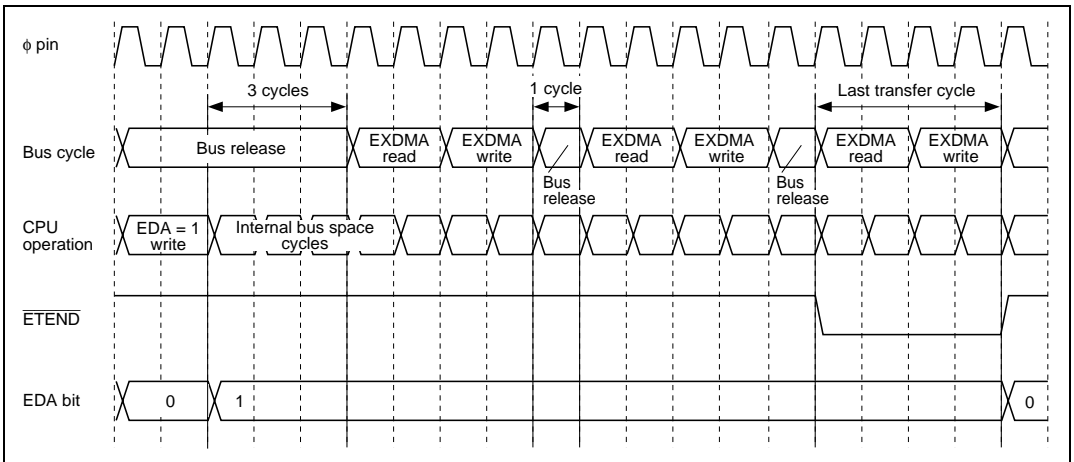 φ pin
3 cycles
1 cycle
Last transfer cycle
Bus cycle
Bus release
EXDMA
read
EXDMA
write
Bus
release
EXDMA
read
EXDMA
write
Bus
release
EXDMA
read
EXDMA
write
CPU
operation
EDA = 1
write
Internal bus space
cycles
ETEND
EDA bit
0
1
0